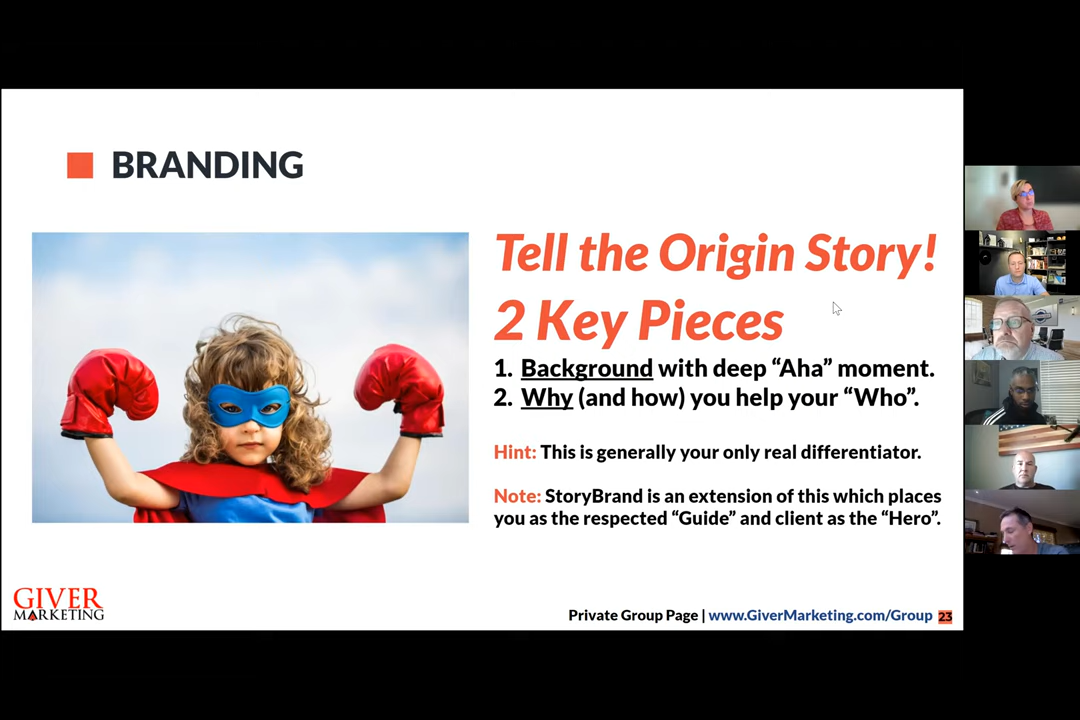 BRANDING
Tell the Origin Story!
2 Key Pieces
1. Background with deep “Aha” moment.
2. Why (and how) you help your “Who”.
Hint: This is generally your only real differentiator.
Note: StoryBrand is an extension of this which places
you as the respected “Guide” and client as the “Hero”.
GIVER
MARKETING
Private Group Page | www.GiverMarketing.com/Group 23